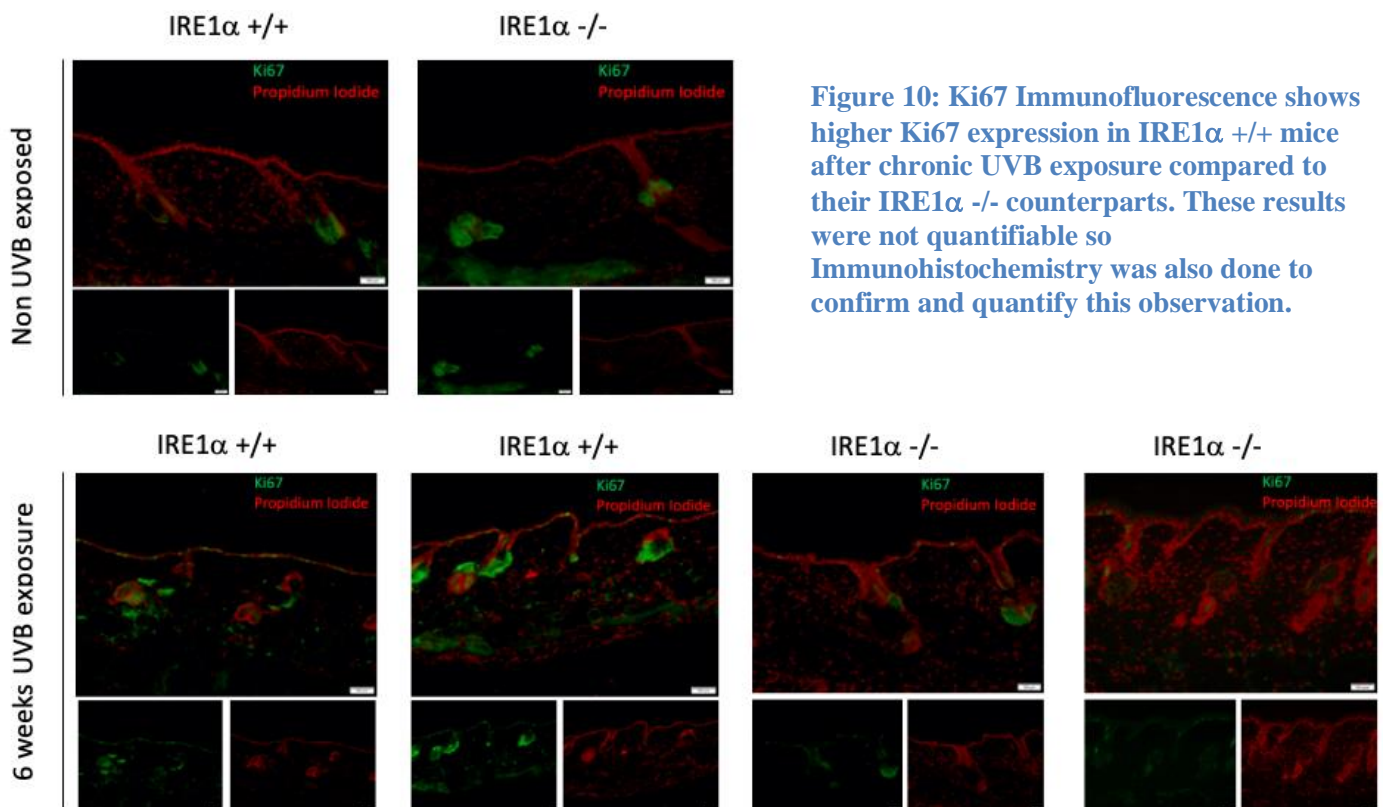 IRE1α +/+
IRE1α -/-
Non UVB exposed
Ki67
Propidium Iodide
Ki67
Propidium Iodide
Figure 10: Ki67 Immunofluorescence shows
higher Ki67 expression in IRE1α +/+ mice
after chronic UVB exposure compared to
their IRE1α -/- counterparts. These results
were not quantifiable so
Immunohistochemistry was also done to
confirm and quantify this observation.
IRE1α +/+
IRE1α +/+
IRE1α -/-
IRE1α -/-
6 weeks UVB exposure
Ki67
Propidium Iodide
Ki67
Propidium Iodide
Ki67
Propidium Iodide
Ki67
Propidium Iodide